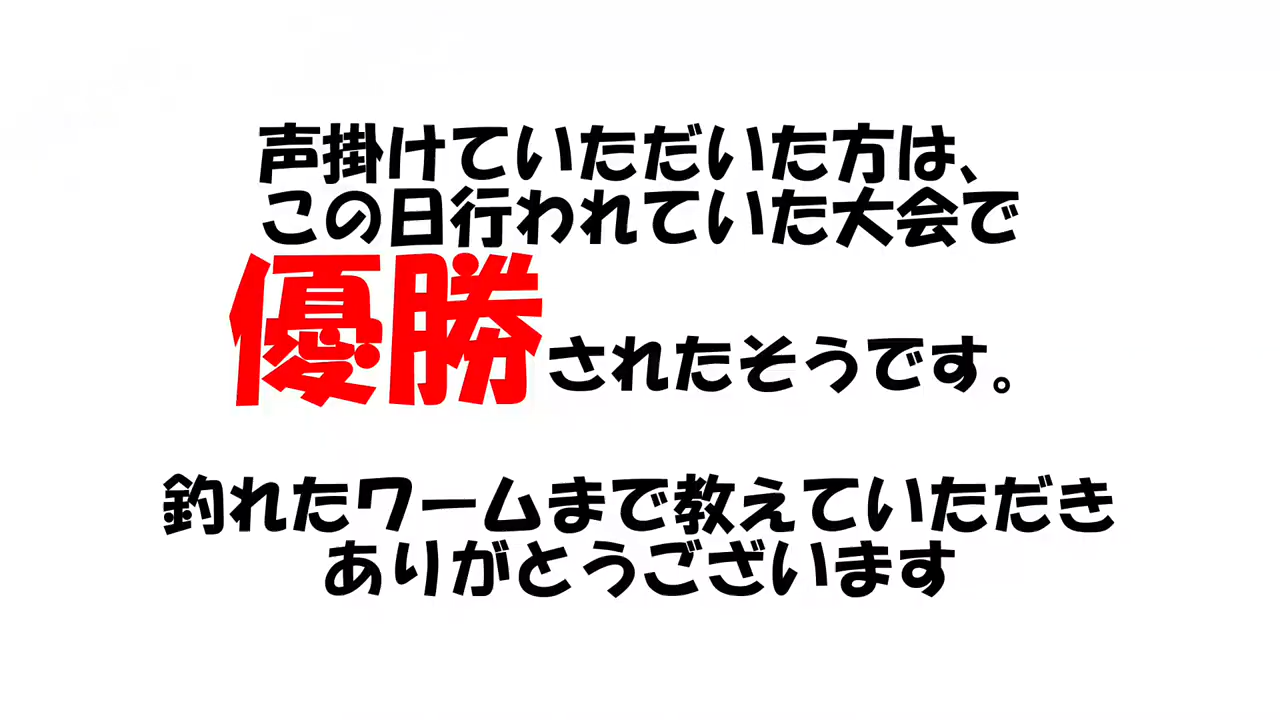 声掛けていただいた方は、
この日行われていた大会で
優勝されたそうです。
釣れたワームまで教えていただき
ありがとうございます